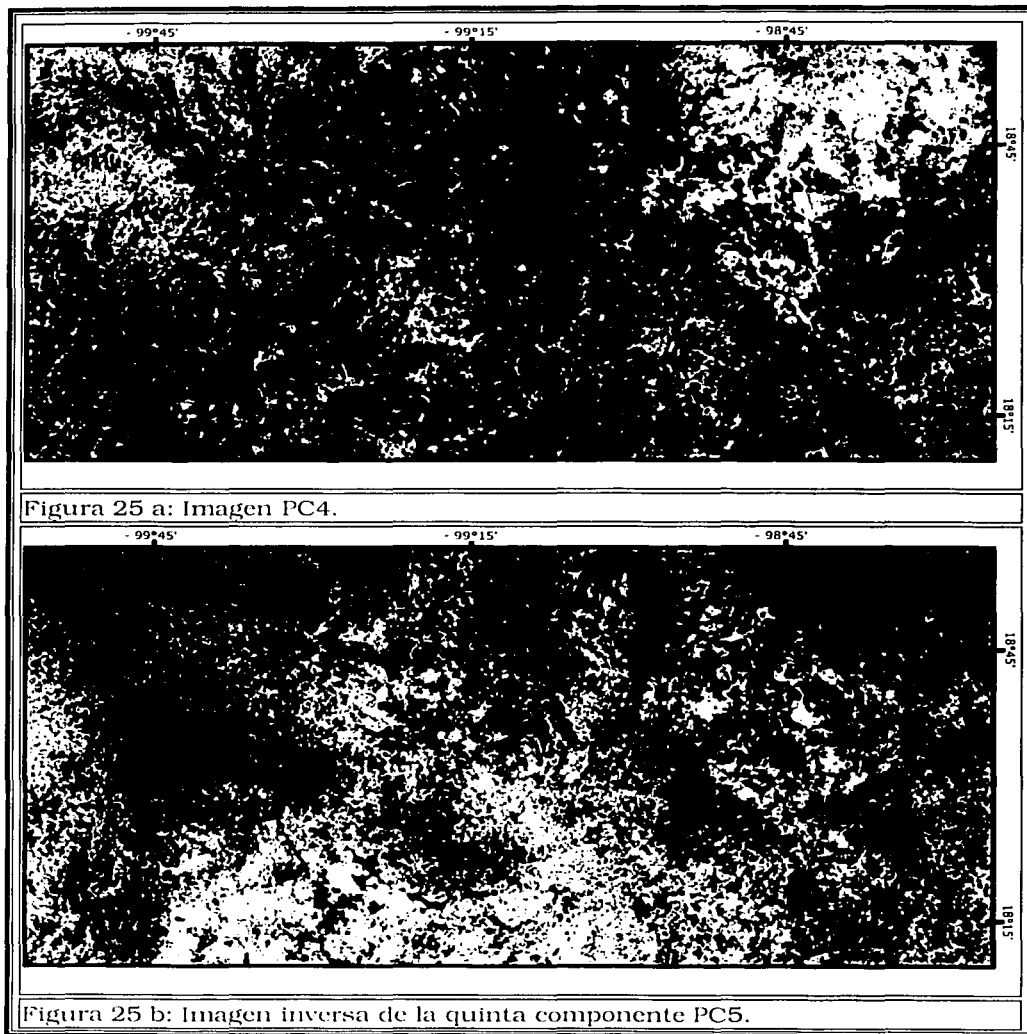 - 99°45' - 99°15' - 98°45'
18°45'
18°15'
Figura 25 a: Imagen PC4.
- 99°45' - 99°15' - 98°45'
18°45'
18°15'
Figura 25 b: Imagen inversa de la quinta componente PC5.